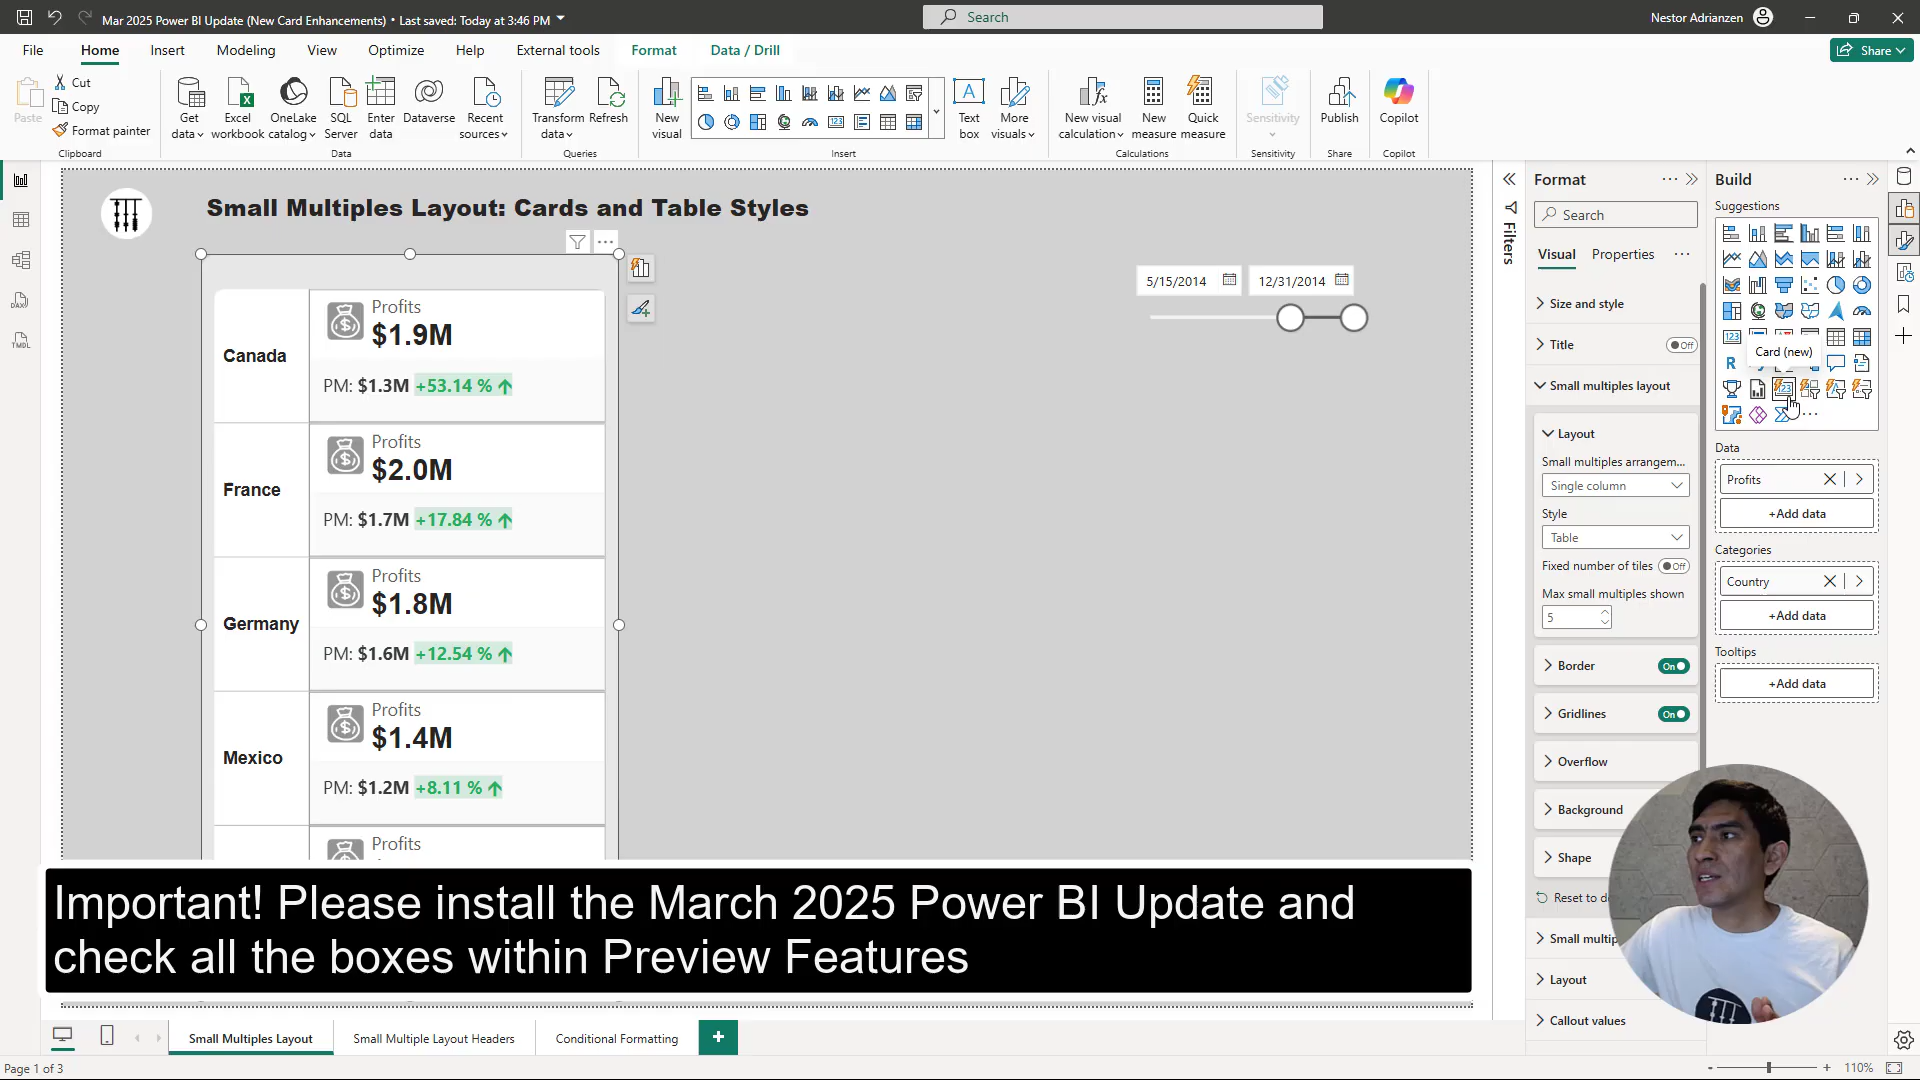 Mar 2025 Power BI Update (New Card Enhancements) • Last saved: Today at 3:46 PM
Search
Nestor Adrianzen
File
Home
Insert
Modeling
View
Optimize
Help
External tools
Format
Data / Drill
Share
Paste
Cut
Copy
Format painter
Get data
Excel workbook
OneLake catalog
SQL Server
Enter data
Dataverse
Recent sources
Transform data
Refresh
New visual
Text box
More visuals
New visual calculation
New measure
Quick measure
Sensitivity
Publish
Copilot
Clipboard
Data
Queries
Insert
Calculations
Sensitivity
Share
Copilot
Small Multiples Layout: Cards and Table Styles
Canada
Profits
$1.9M
PM: $1.3M +53.14 %
France
Profits
$2.0M
PM: $1.7M +17.84 %
Germany
Profits
$1.8M
PM: $1.6M +12.54 %
Mexico
Profits
$1.4M
PM: $1.2M +8.11 %
Profits
5/15/2014
12/31/2014
Important! Please install the March 2025 Power BI Update and
check all the boxes within Preview Features
Filters
Format
Search
Visual
Properties
Size and style
Title
Off
Small multiples layout
Layout
Small multiples arrangem...
Single column
Style
Table
Fixed number of tiles
Off
Max small multiples shown
5
Border
On
Gridlines
On
Overflow
Background
Shape
Reset to de
Small multip
Layout
Callout values
Build
Suggestions
Card (new)
Data
Profits
+Add data
Categories
Country
+Add data
Tooltips
+Add data
Small Multiples Layout
Small Multiple Layout Headers
Conditional Formatting
Page 1 of 3
110%